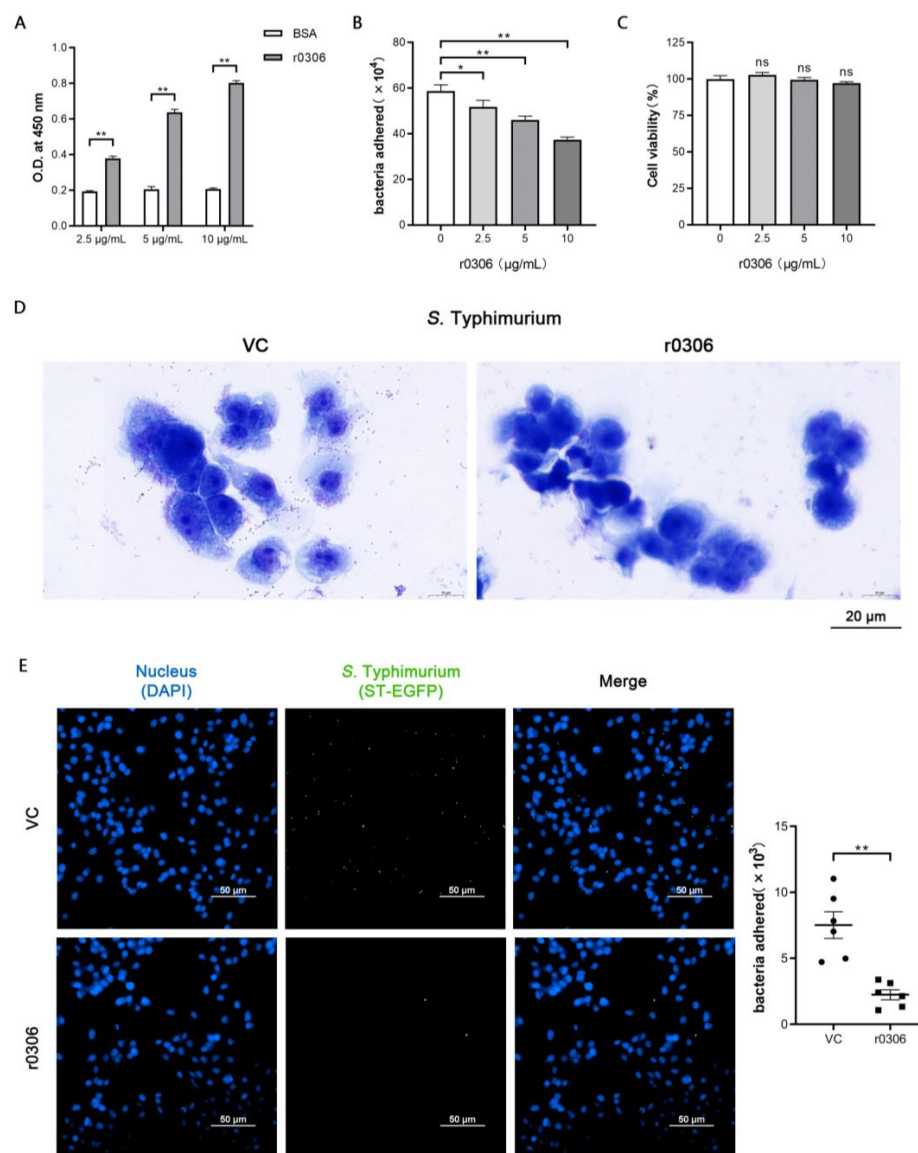 A
BSA
r0306
O.D. at 450 nm
1.0
0.8
0.6
0.4
0.2
0.0
**
**
**
2.5 µg/mL
5 µg/mL
10 µg/mL
B
bacteria adhered( × 10⁴)
80
60
40
20
0
**
**
*
0
2.5
5
10
r0306 (µg/mL)
C
Cell viability(%)
125
100
75
50
25
0
ns
ns
ns
0
2.5
5
10
r0306 (µg/mL)
D
S. Typhimurium
VC
r0306
20 µm
E
Nucleus
(DAPI)
S. Typhimurium
(ST-EGFP)
Merge
VC
50 µm
50 µm
50 µm
r0306
50 µm
50 µm
50 µm
bacteria adhered( × 10³)
15
10
5
0
**
VC
r0306